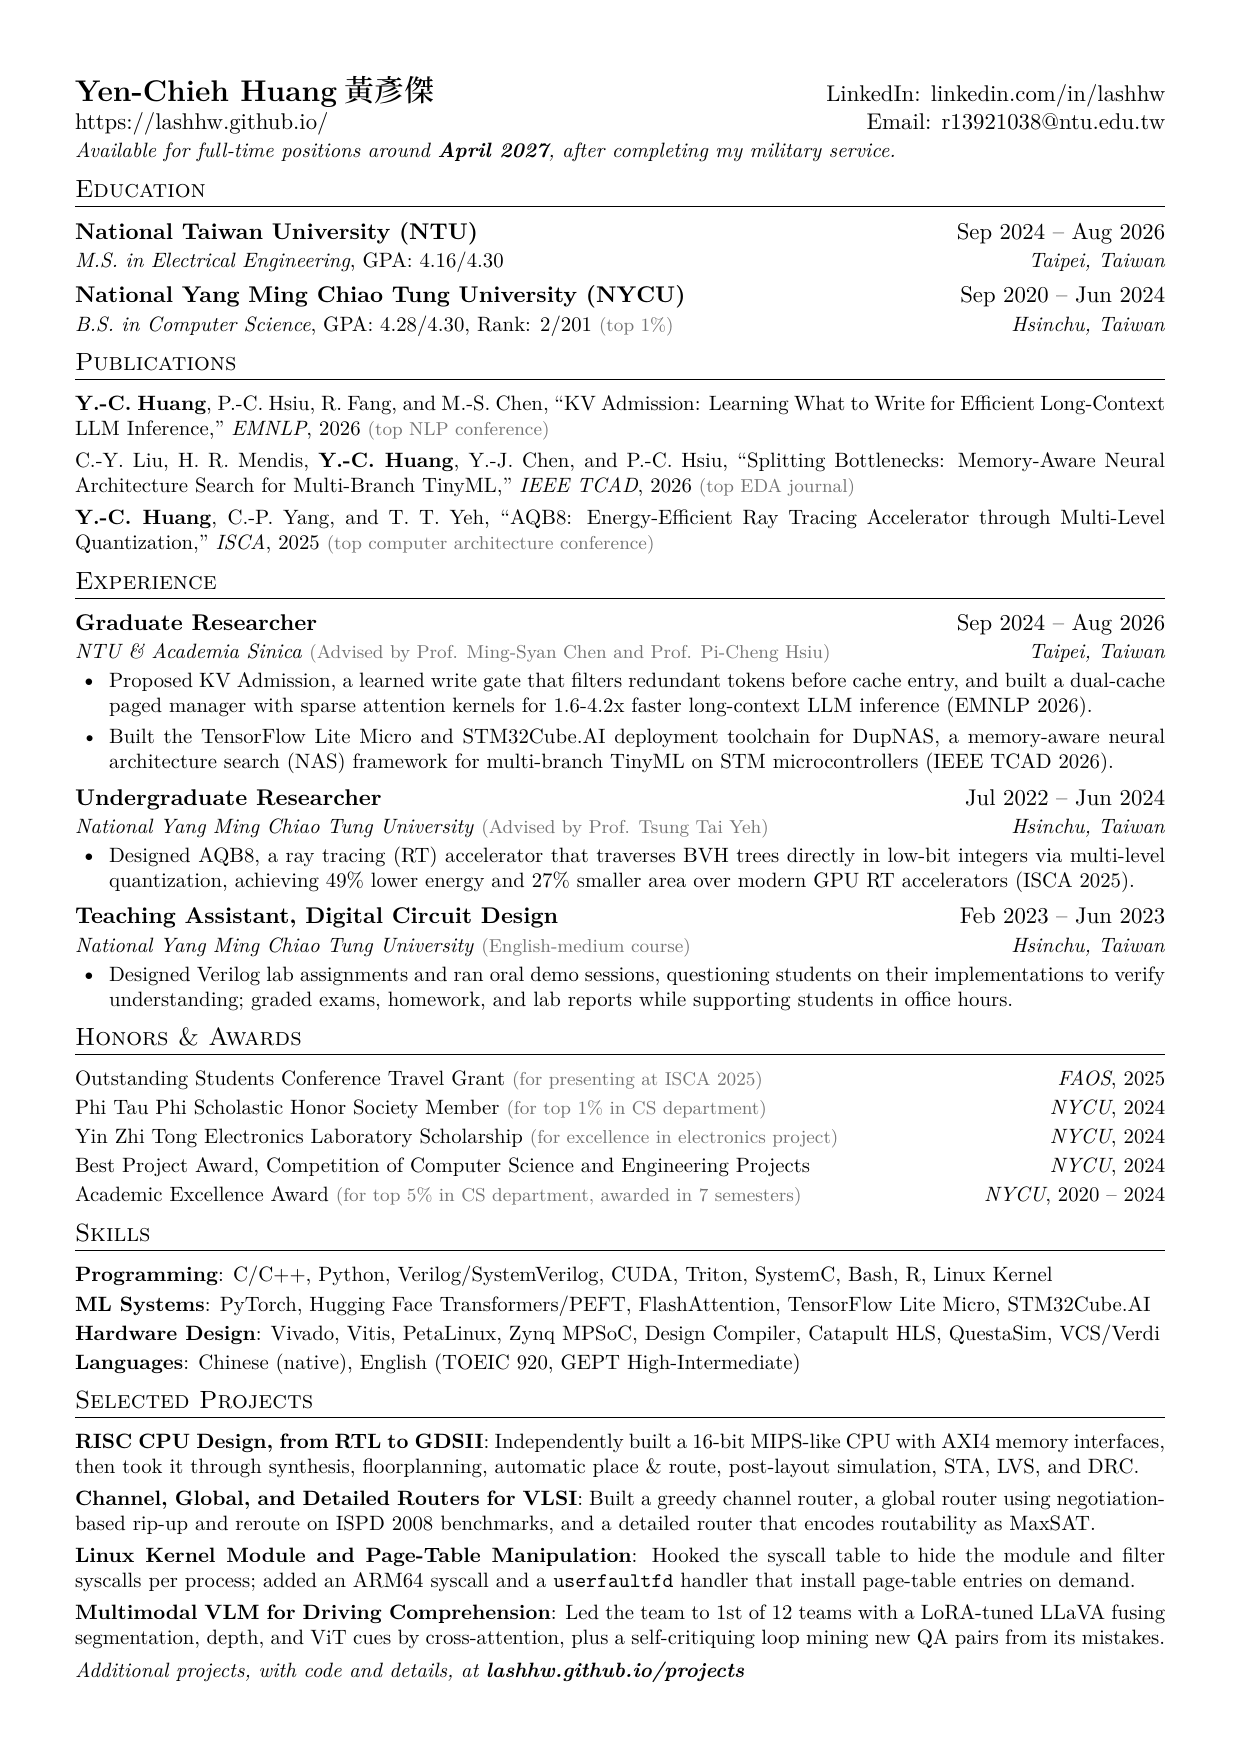 Yen-Chieh Huang 黃彥傑
LinkedIn: linkedin.com/in/lashhw
https://lashhw.github.io/
Email: r13921038@ntu.edu.tw
Available for full-time positions around April 2027, after completing my military service.
Education
National Taiwan University (NTU)
Sep 2024 – Aug 2026
M.S. in Electrical Engineering, GPA: 4.16/4.30
Taipei, Taiwan
National Yang Ming Chiao Tung University (NYCU)
Sep 2020 – Jun 2024
B.S. in Computer Science, GPA: 4.28/4.30, Rank: 2/201 (top 1%)
Hsinchu, Taiwan
Publications
Y.-C. Huang, P.-C. Hsiu, R. Fang, and M.-S. Chen, “KV Admission: Learning What to Write for Efficient Long-Context
LLM Inference,” EMNLP, 2026 (top NLP conference)
C.-Y. Liu, H. R. Mendis, Y.-C. Huang, Y.-J. Chen, and P.-C. Hsiu, “Splitting Bottlenecks: Memory-Aware Neural
Architecture Search for Multi-Branch TinyML,” IEEE TCAD, 2026 (top EDA journal)
Y.-C. Huang, C.-P. Yang, and T. T. Yeh, “AQB8: Energy-Efficient Ray Tracing Accelerator through Multi-Level
Quantization,” ISCA, 2025 (top computer architecture conference)
Experience
Graduate Researcher
Sep 2024 – Aug 2026
NTU & Academia Sinica (Advised by Prof. Ming-Syan Chen and Prof. Pi-Cheng Hsiu)
Taipei, Taiwan
• Proposed KV Admission, a learned write gate that filters redundant tokens before cache entry, and built a dual-cache
paged manager with sparse attention kernels for 1.6-4.2x faster long-context LLM inference (EMNLP 2026).
• Built the TensorFlow Lite Micro and STM32Cube.AI deployment toolchain for DupNAS, a memory-aware neural
architecture search (NAS) framework for multi-branch TinyML on STM microcontrollers (IEEE TCAD 2026).
Undergraduate Researcher
Jul 2022 – Jun 2024
National Yang Ming Chiao Tung University (Advised by Prof. Tsung Tai Yeh)
Hsinchu, Taiwan
• Designed AQB8, a ray tracing (RT) accelerator that traverses BVH trees directly in low-bit integers via multi-level
quantization, achieving 49% lower energy and 27% smaller area over modern GPU RT accelerators (ISCA 2025).
Teaching Assistant, Digital Circuit Design
Feb 2023 – Jun 2023
National Yang Ming Chiao Tung University (English-medium course)
Hsinchu, Taiwan
• Designed Verilog lab assignments and ran oral demo sessions, questioning students on their implementations to verify
understanding; graded exams, homework, and lab reports while supporting students in office hours.
Honors & Awards
Outstanding Students Conference Travel Grant (for presenting at ISCA 2025)
FAOS, 2025
Phi Tau Phi Scholastic Honor Society Member (for top 1% in CS department)
NYCU, 2024
Yin Zhi Tong Electronics Laboratory Scholarship (for excellence in electronics project)
NYCU, 2024
Best Project Award, Competition of Computer Science and Engineering Projects
NYCU, 2024
Academic Excellence Award (for top 5% in CS department, awarded in 7 semesters)
NYCU, 2020 – 2024
Skills
Programming: C/C++, Python, Verilog/SystemVerilog, CUDA, Triton, SystemC, Bash, R, Linux Kernel
ML Systems: PyTorch, Hugging Face Transformers/PEFT, FlashAttention, TensorFlow Lite Micro, STM32Cube.AI
Hardware Design: Vivado, Vitis, PetaLinux, Zynq MPSoC, Design Compiler, Catapult HLS, QuestaSim, VCS/Verdi
Languages: Chinese (native), English (TOEIC 920, GEPT High-Intermediate)
Selected Projects
RISC CPU Design, from RTL to GDSII: Independently built a 16-bit MIPS-like CPU with AXI4 memory interfaces,
then took it through synthesis, floorplanning, automatic place & route, post-layout simulation, STA, LVS, and DRC.
Channel, Global, and Detailed Routers for VLSI: Built a greedy channel router, a global router using negotiation-
based rip-up and reroute on ISPD 2008 benchmarks, and a detailed router that encodes routability as MaxSAT.
Linux Kernel Module and Page-Table Manipulation: Hooked the syscall table to hide the module and filter
syscalls per process; added an ARM64 syscall and a userfaultfd handler that install page-table entries on demand.
Multimodal VLM for Driving Comprehension: Led the team to 1st of 12 teams with a LoRA-tuned LLaVA fusing
segmentation, depth, and ViT cues by cross-attention, plus a self-critiquing loop mining new QA pairs from its mistakes.
Additional projects, with code and details, at lashhw.github.io/projects